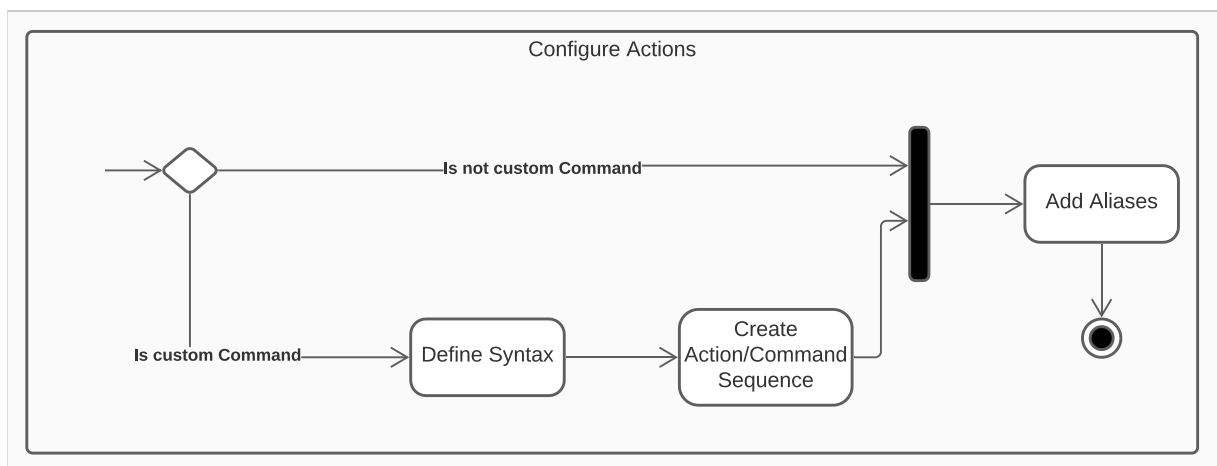 Configure Actions
Is not custom Command
Add Aliases
Is custom Command
Define Syntax
Create
Action/Command
Sequence